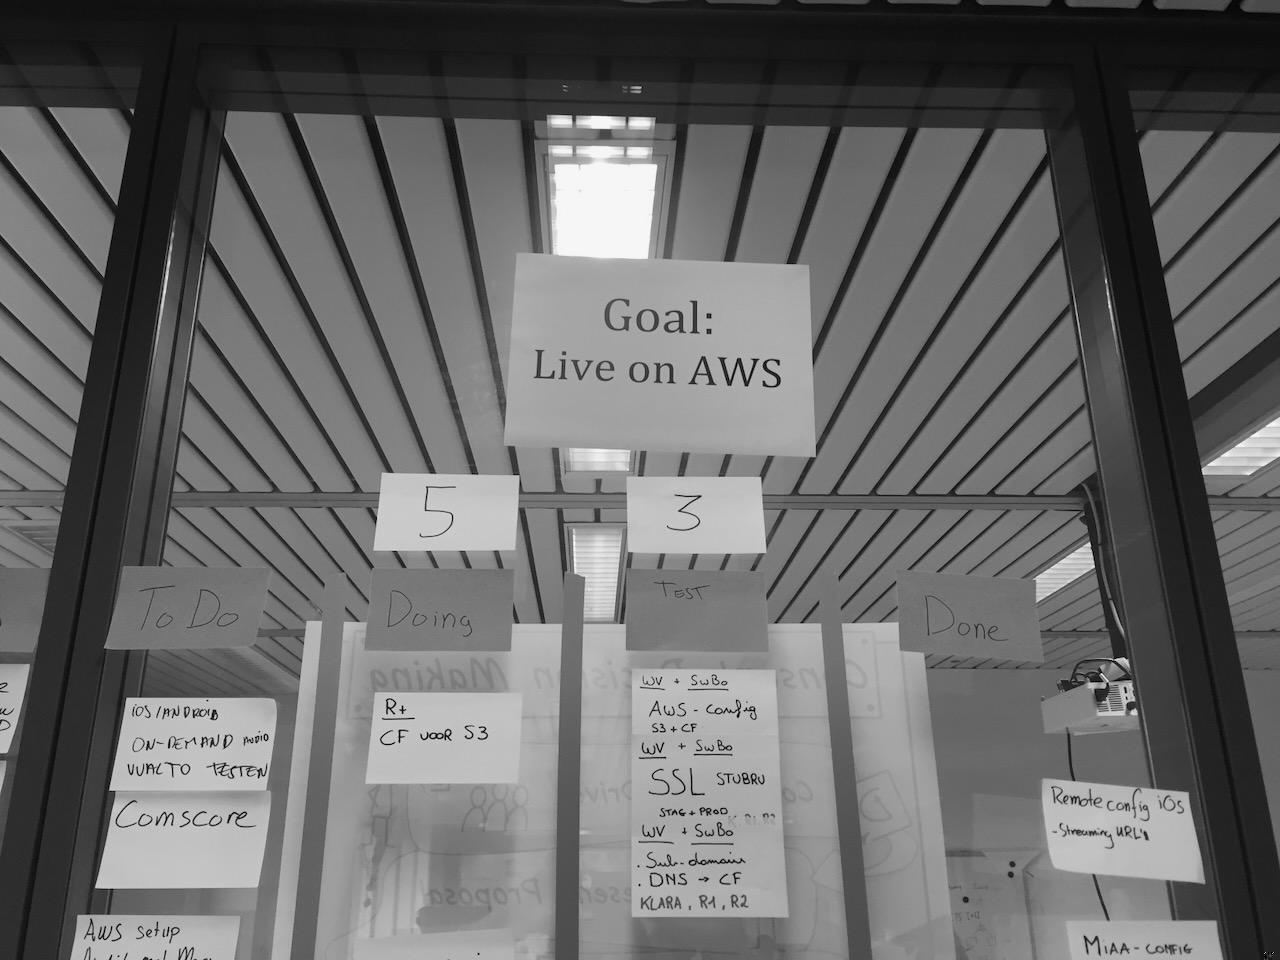 Goal:
Live on AWS
5
3
To Do
Doing
TEST
Done
iOS/ANDROID
ON-DEMAND AUDIO
VUALTO TESTEN
Comscore
AWS setup
R+
CF VOOR S3
WV + SwBo
AWS-config
S3 + CF
WV + SwBo
SSL STUBRU
STAG + PROD
WV + SwBo
. Sub-domain
. DNS → CF
KLARA, R1, R2
Remote config iOs
- Streaming URL's
MIAA-CONFIG
Making
Proposal